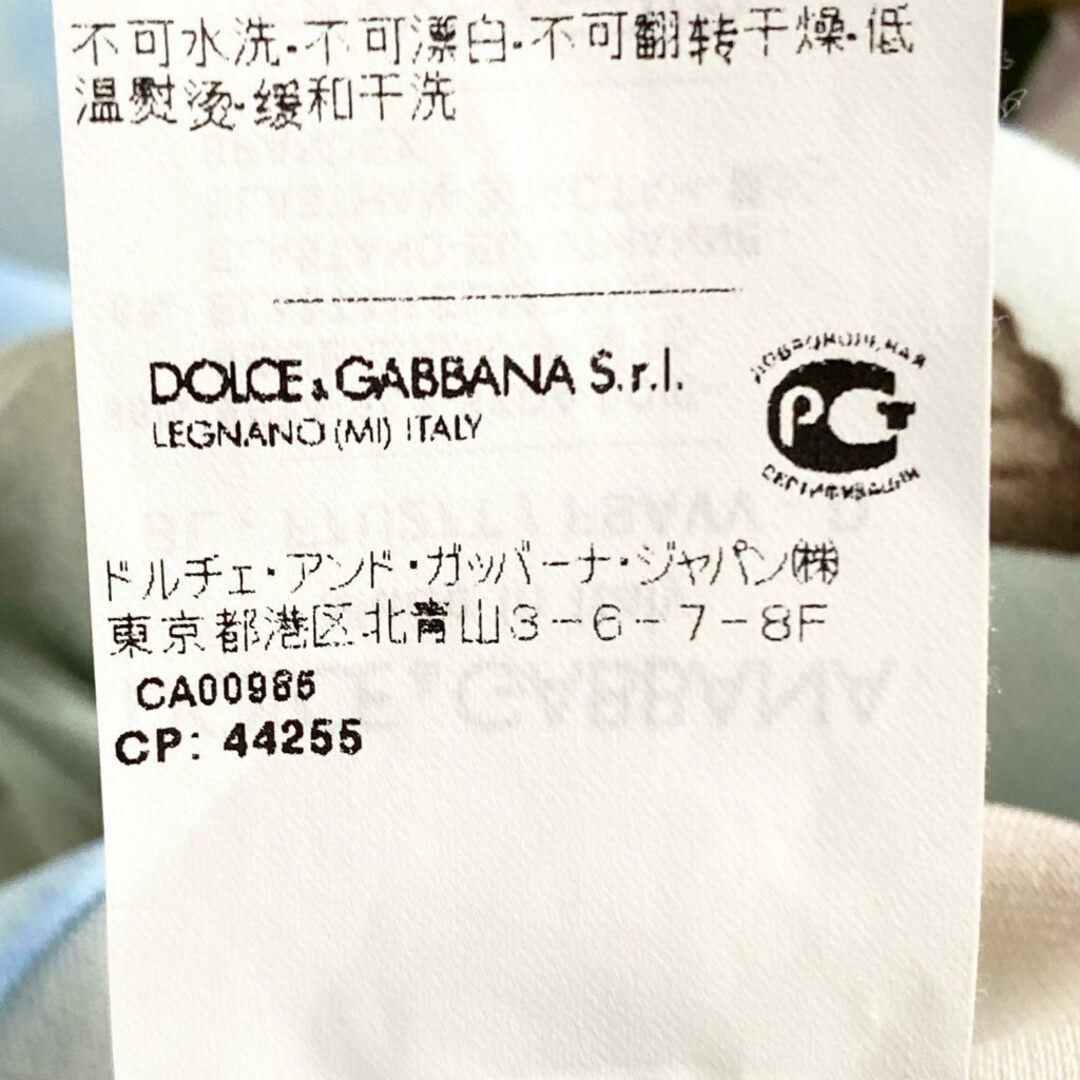 不可水洗-不可漂白-不可翻转干燥-低
温熨烫-缓和干洗
DOLCE & GABBANA S.r.l.
LEGNANO (MI) ITALY
РСТ
ドルチェ・アンド・ガッバーナ・ジャパン㈱
東京都港区北青山3-6-7-8F
CA00985
CP: 44255